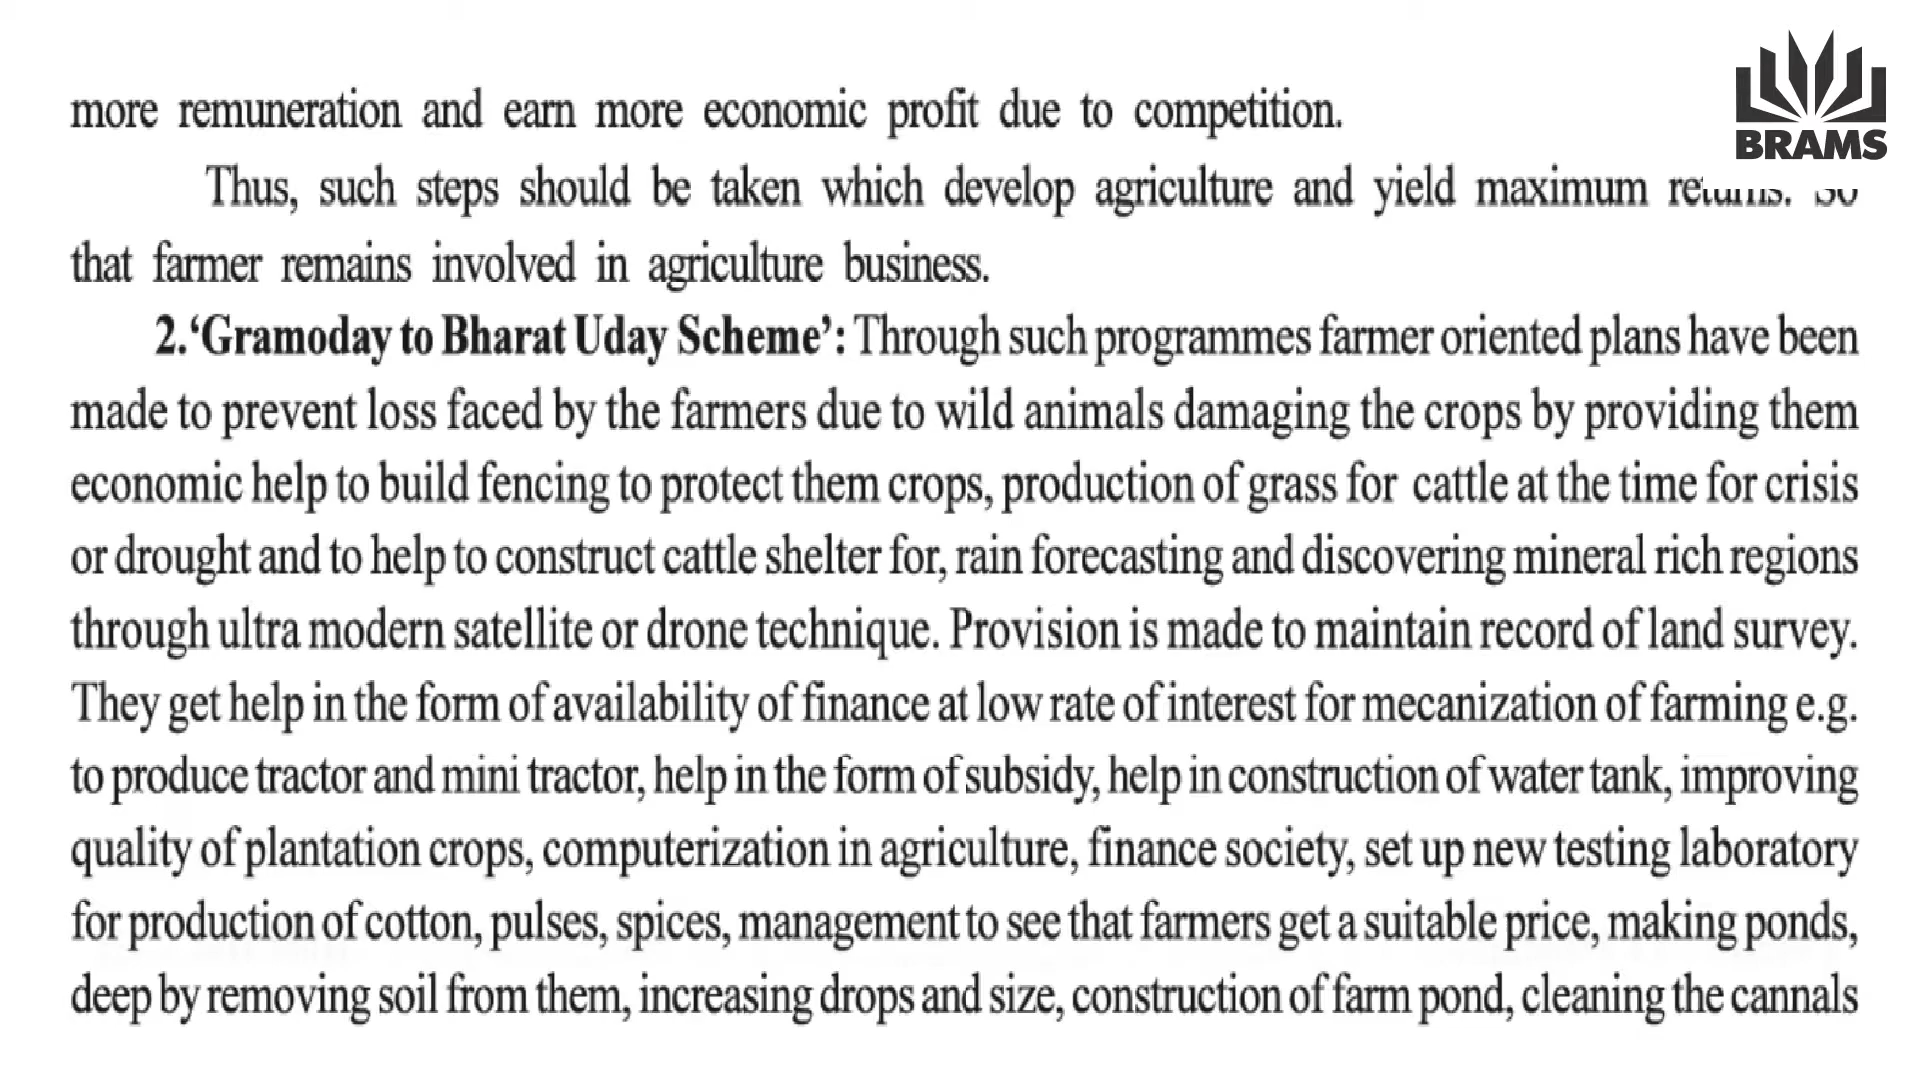 BRAMS
more remuneration and earn more economic profit due to competition.
Thus, such steps should be taken which develop agriculture and yield maximum returns. So
that farmer remains involved in agriculture business.
2.‘Gramoday to Bharat Uday Scheme’: Through such programmes farmer oriented plans have been
made to prevent loss faced by the farmers due to wild animals damaging the crops by providing them
economic help to build fencing to protect them crops, production of grass for cattle at the time for crisis
or drought and to help to construct cattle shelter for, rain forecasting and discovering mineral rich regions
through ultra modern satellite or drone technique. Provision is made to maintain record of land survey.
They get help in the form of availability of finance at low rate of interest for mecanization of farming e.g.
to produce tractor and mini tractor, help in the form of subsidy, help in construction of water tank, improving
quality of plantation crops, computerization in agriculture, finance society, set up new testing laboratory
for production of cotton, pulses, spices, management to see that farmers get a suitable price, making ponds,
deep by removing soil from them, increasing drops and size, construction of farm pond, cleaning the cannals